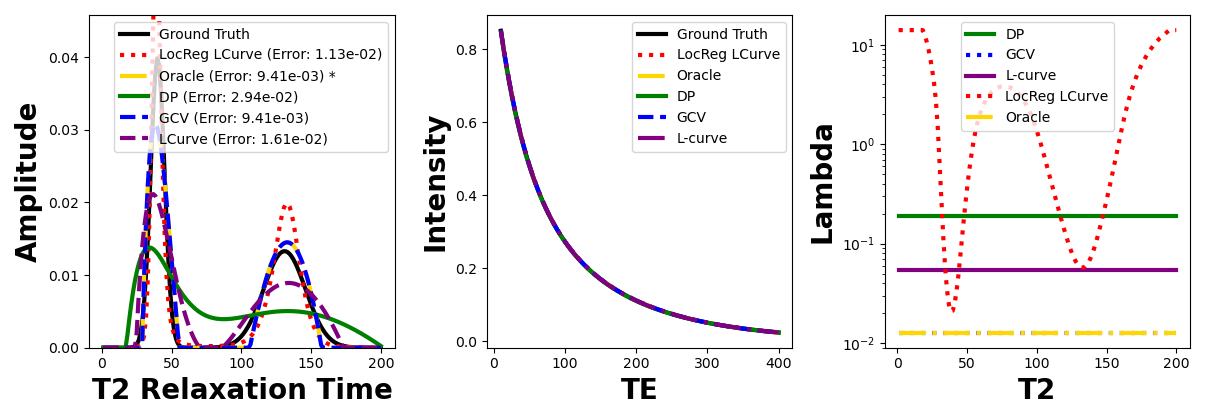 Amplitude
0.04
0.03
0.02
0.01
0.00
0
50
100
150
200
T2 Relaxation Time
Ground Truth
LocReg LCurve (Error: 1.13e-02)
Oracle (Error: 9.41e-03) *
DP (Error: 2.94e-02)
GCV (Error: 9.41e-03)
LCurve (Error: 1.61e-02)
Intensity
0.8
0.6
0.4
0.2
0.0
0
100
200
300
400
TE
Ground Truth
LocReg LCurve
Oracle
DP
GCV
L-curve
Lambda
10¹
10⁰
10⁻¹
10⁻²
0
50
100
150
200
T2
DP
GCV
L-curve
LocReg LCurve
Oracle